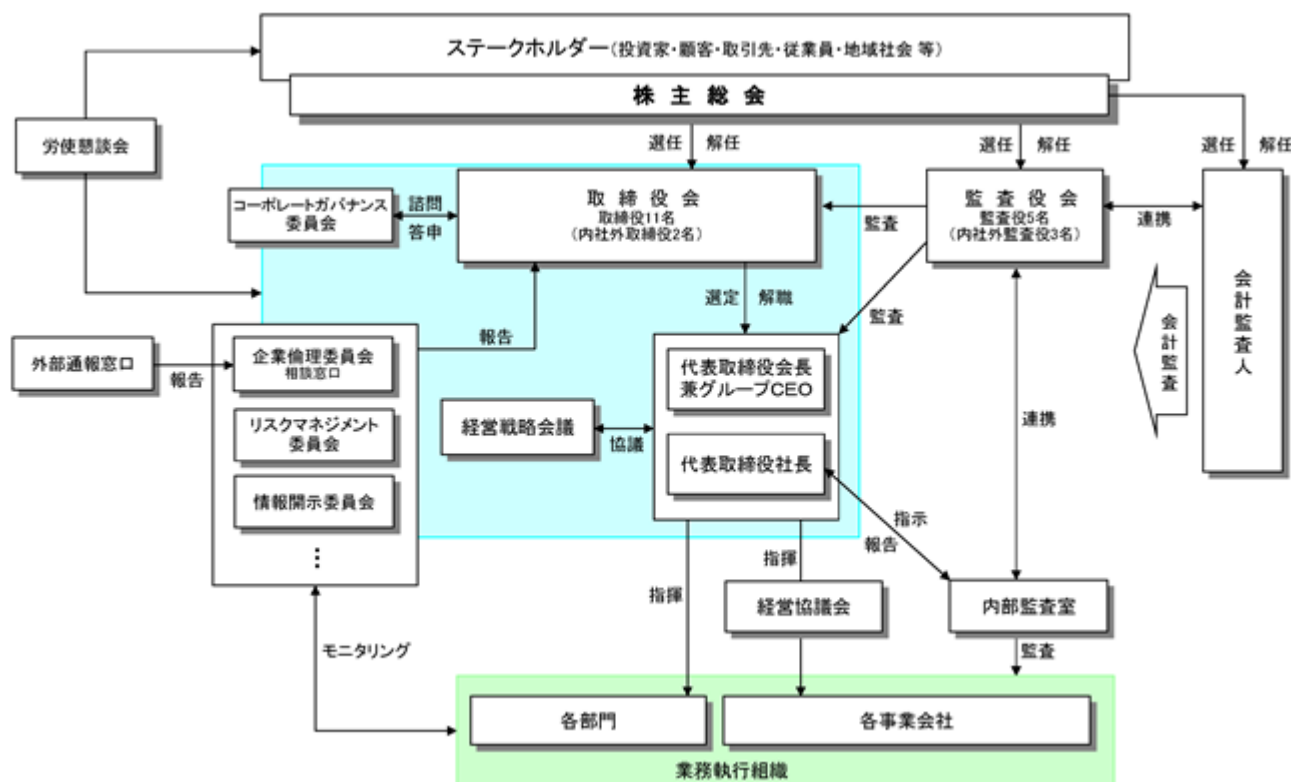 ステークホルダー(投資家・顧客・取引先・従業員・地域社会 等)
株 主 総 会
労使懇談会
選任 解任
選任 解任
選任 解任
コーポレートガバナンス
委員会
諮問
答申
取 締 役 会
取締役11名
(内社外取締役2名)
監査
監 査 役 会
監査役5名
(内社外監査役3名)
連携
会計監査人
会計監査
選定 解職
監査
外部通報窓口
報告
企業倫理委員会
相談窓口
リスクマネジメント
委員会
情報開示委員会
⋮
報告
経営戦略会議
協議
代表取締役会長
兼グループCEO
代表取締役社長
連携
指示
報告
指揮
指揮
経営協議会
内部監査室
監査
モニタリング
各部門
各事業会社
業務執行組織